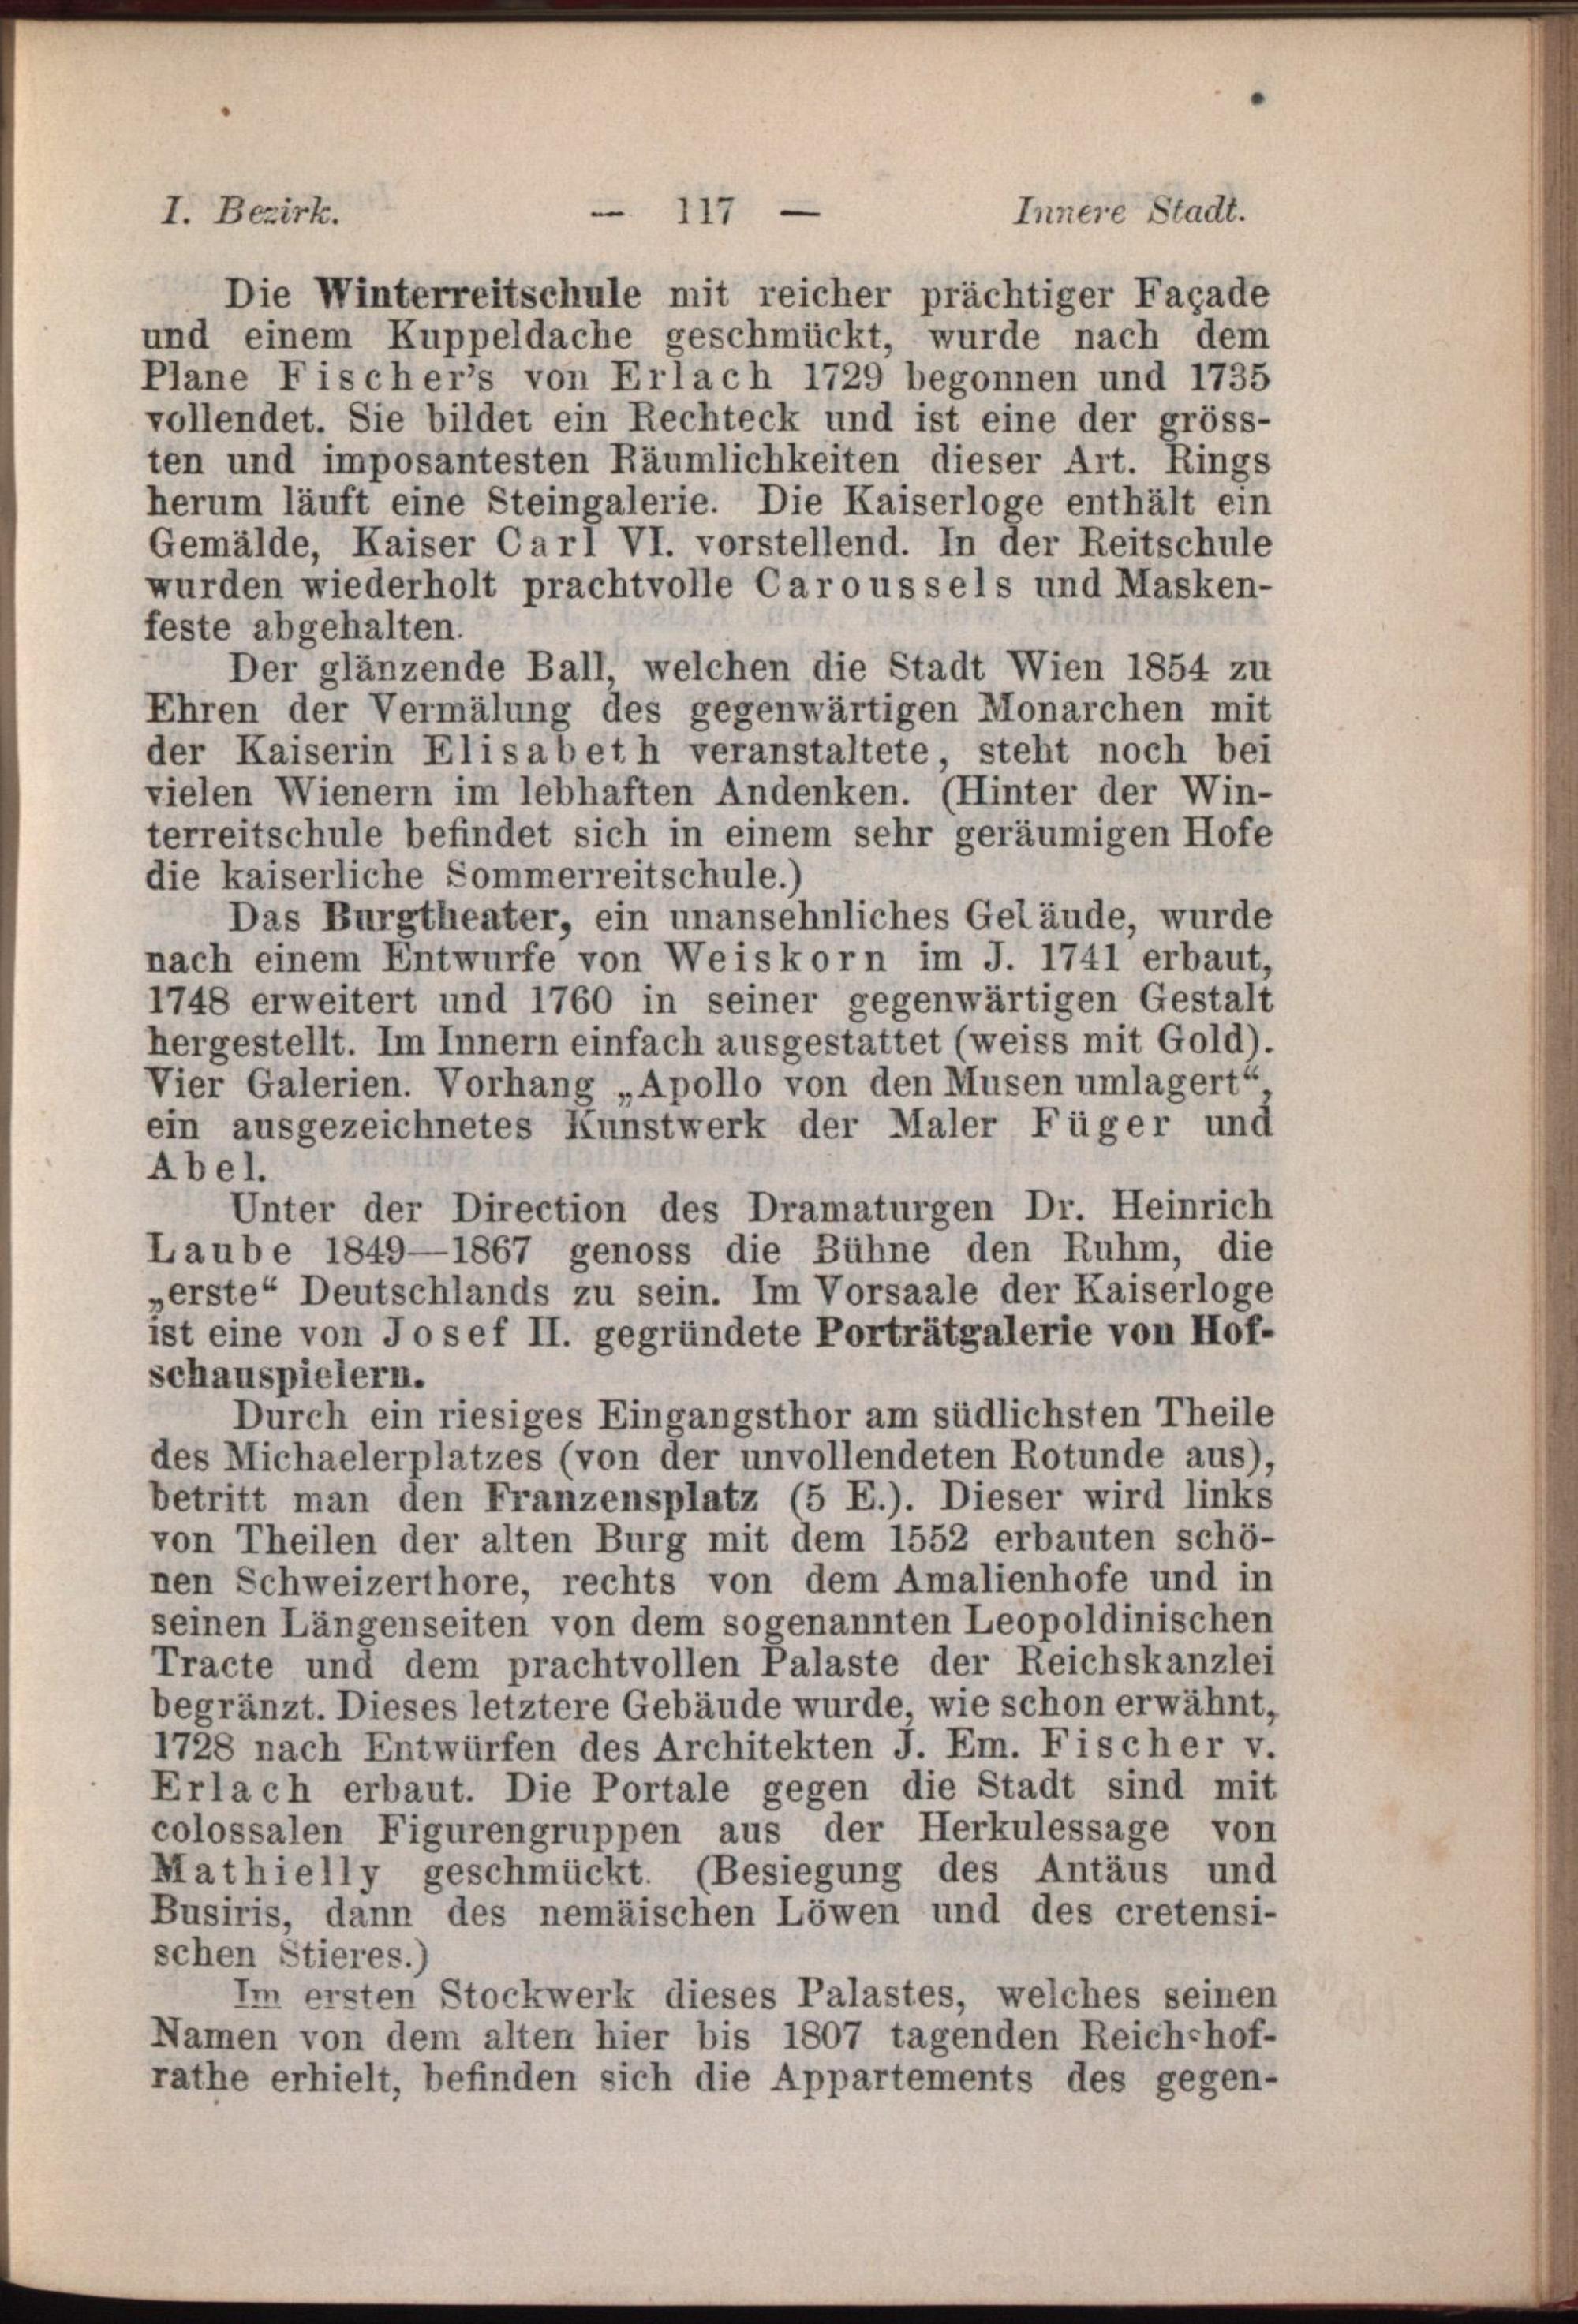 I. Bezirk. — 117 — Innere Stadt.
Die Winterreitschule mit reicher prächtiger Façade
und einem Kuppeldache geschmückt, wurde nach dem
Plane Fischer's von Erlach 1729 begonnen und 1735
vollendet. Sie bildet ein Rechteck und ist eine der gröss-
ten und imposantesten Räumlichkeiten dieser Art. Rings
herum läuft eine Steingalerie. Die Kaiserloge enthält ein
Gemälde, Kaiser Carl VI. vorstellend. In der Reitschule
wurden wiederholt prachtvolle Caroussels und Masken-
feste abgehalten.
Der glänzende Ball, welchen die Stadt Wien 1854 zu
Ehren der Vermälung des gegenwärtigen Monarchen mit
der Kaiserin Elisabeth veranstaltete, steht noch bei
vielen Wienern im lebhaften Andenken. (Hinter der Win-
terreitschule befindet sich in einem sehr geräumigen Hofe
die kaiserliche Sommerreitschule.)
Das Burgtheater, ein unansehnliches Gebäude, wurde
nach einem Entwurfe von Weiskorn im J. 1741 erbaut,
1748 erweitert und 1760 in seiner gegenwärtigen Gestalt
hergestellt. Im Innern einfach ausgestattet (weiss mit Gold).
Vier Galerien. Vorhang „Apollo von den Musen umlagert“,
ein ausgezeichnetes Kunstwerk der Maler Füger und
Abel.
Unter der Direction des Dramaturgen Dr. Heinrich
Laube 1849—1867 genoss die Bühne den Ruhm, die
„erste“ Deutschlands zu sein. Im Vorsaale der Kaiserloge
ist eine von Josef II. gegründete Porträtgalerie von Hof-
schauspielern.
Durch ein riesiges Eingangsthor am südlichsten Theile
des Michaelerplatzes (von der unvollendeten Rotunde aus),
betritt man den Franzensplatz (5 E.). Dieser wird links
von Theilen der alten Burg mit dem 1552 erbauten schö-
nen Schweizerthore, rechts von dem Amalienhofe und in
seinen Längenseiten von dem sogenannten Leopoldinischen
Tracte und dem prachtvollen Palaste der Reichskanzlei
begränzt. Dieses letztere Gebäude wurde, wie schon erwähnt,
1728 nach Entwürfen des Architekten J. Em. Fischer v.
Erlach erbaut. Die Portale gegen die Stadt sind mit
colossalen Figurengruppen aus der Herkulessage von
Mathielly geschmückt. (Besiegung des Antäus und
Busiris, dann des nemäischen Löwen und des cretensi-
schen Stieres.)
Im ersten Stockwerk dieses Palastes, welches seinen
Namen von dem alten hier bis 1807 tagenden Reichshof-
rathe erhielt, befinden sich die Appartements des gegen-